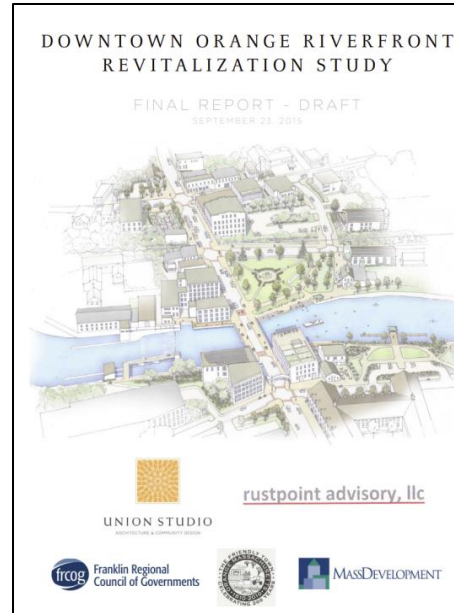 DOWNTOWN ORANGE RIVERFRONT
REVITALIZATION STUDY
FINAL REPORT - DRAFT
SEPTEMBER 23, 2015
UNION STUDIO
ARCHITECTURE & COMMUNITY DESIGN
rustpoint advisory, llc
frcog
Franklin Regional
Council of Governments
MASSDEVELOPMENT